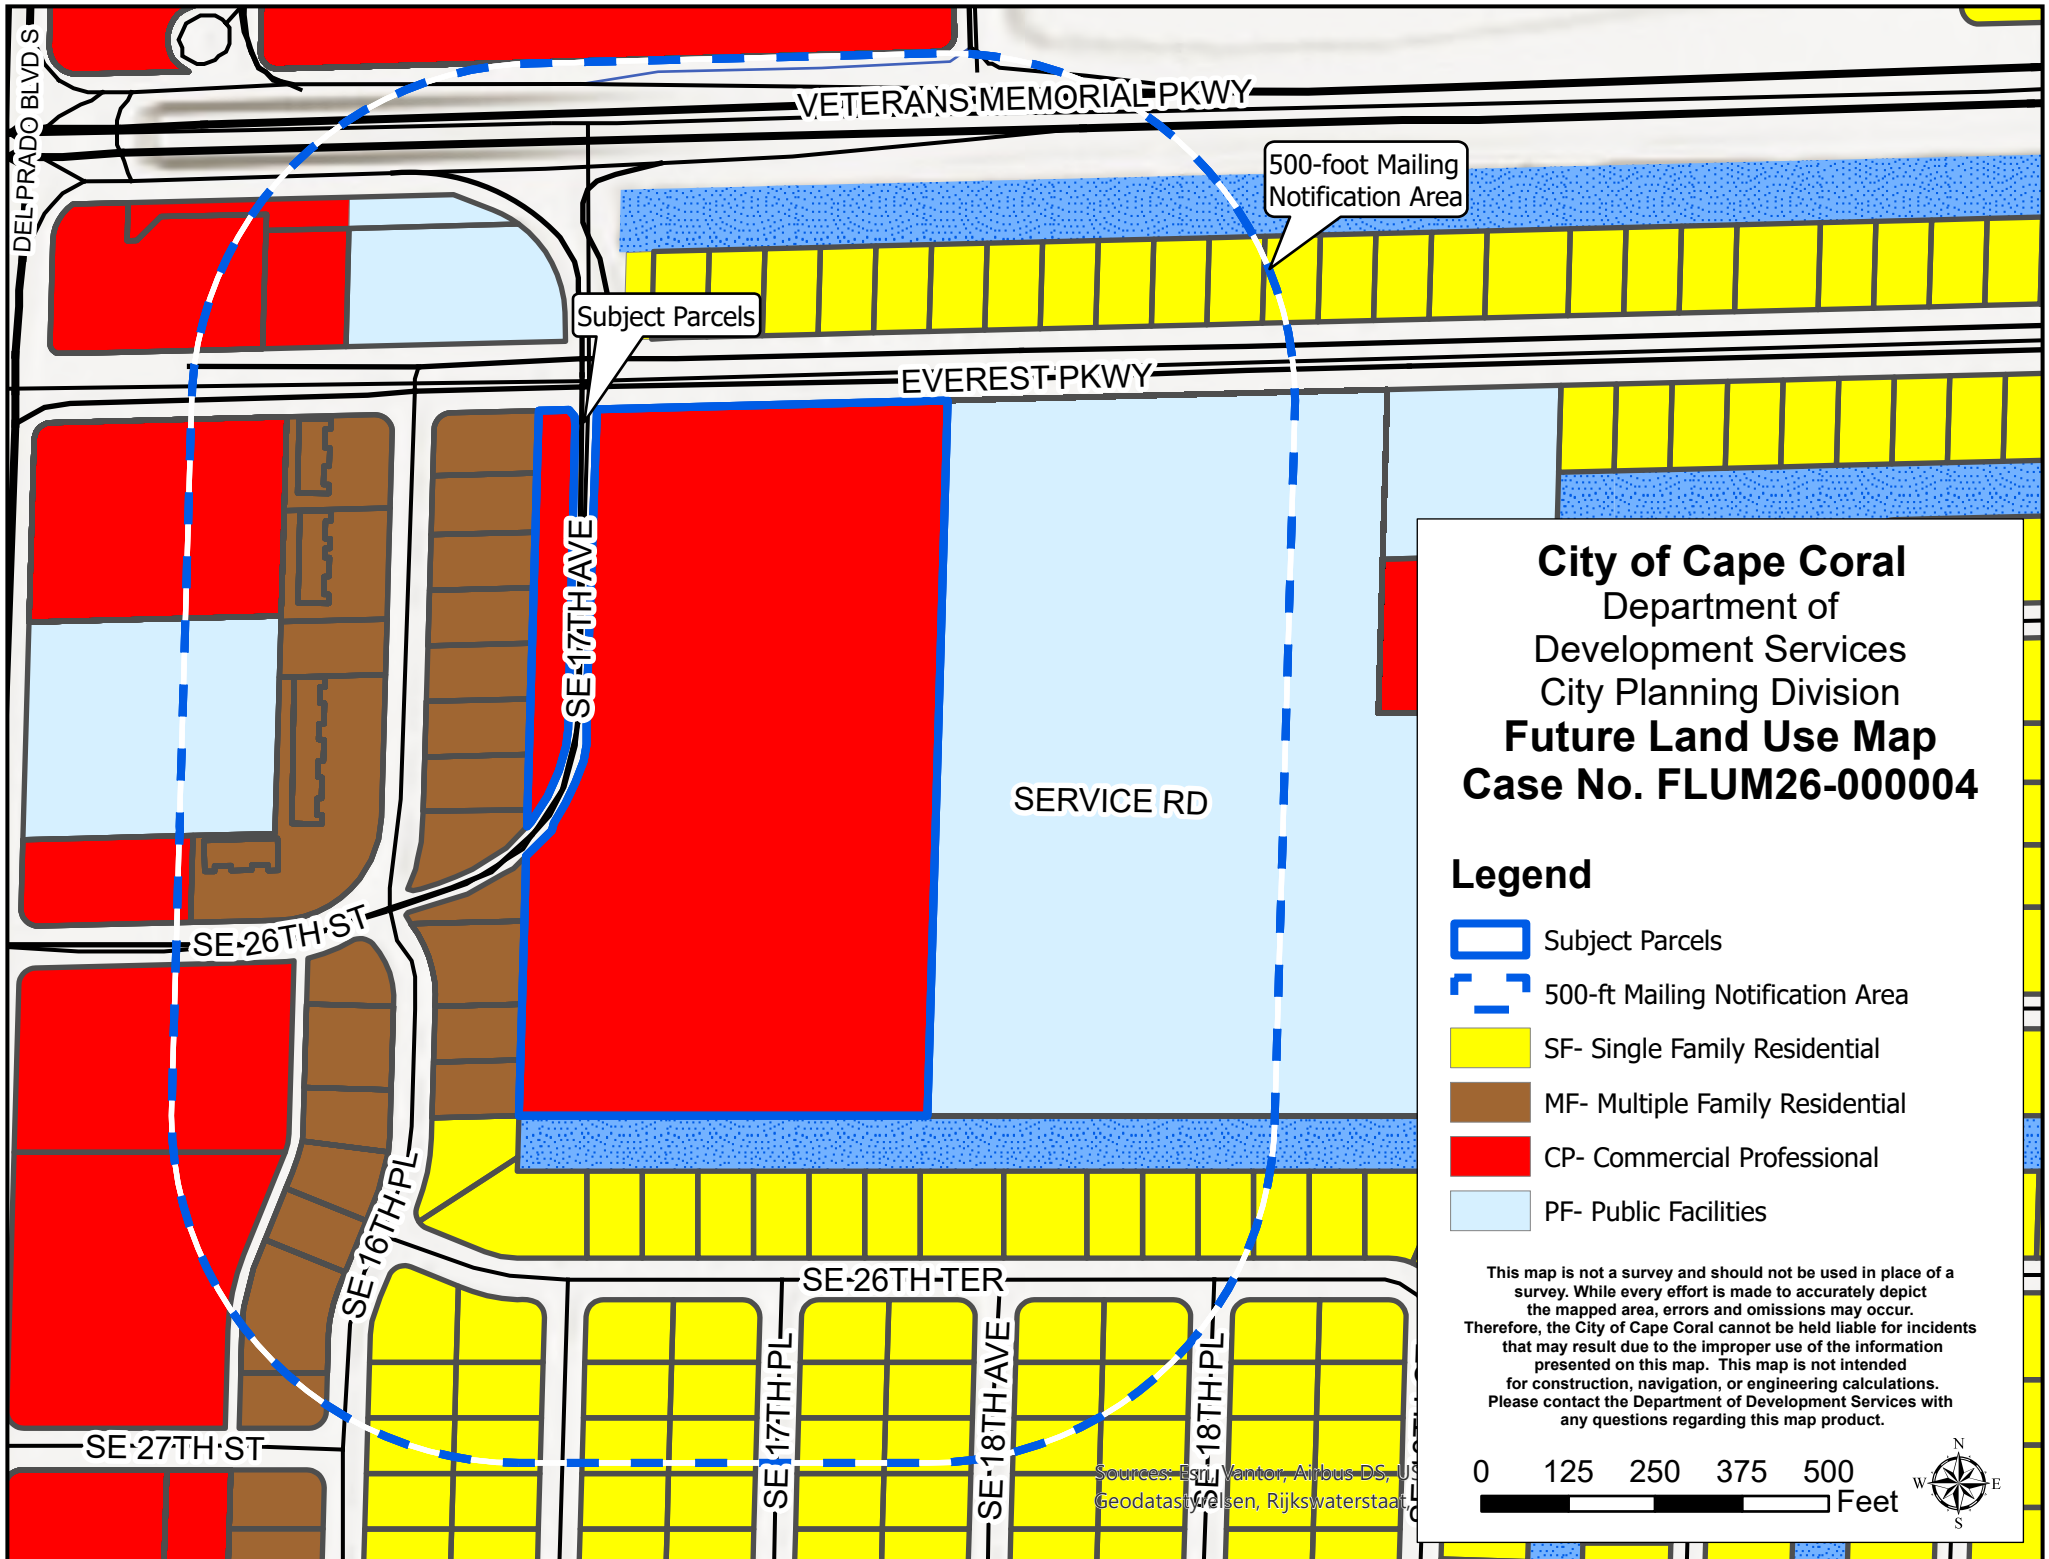 DEL PRADO BLVD S
VETERANS MEMORIAL PKWY
500-foot Mailing
Notification Area
Subject Parcels
EVEREST PKWY
SE 17TH AVE
SERVICE RD
SE 26TH ST
SE 16TH PL
SE 26TH TER
SE 17TH PL
SE 18TH AVE
SE 18TH PL
SE 27TH ST
Sources: Esri, Vantor, Airbus DS, US
Geodatastyrelsen, Rijkswaterstaat,
City of Cape Coral
Department of
Development Services
City Planning Division
Future Land Use Map
Case No. FLUM26-000004
Legend
Subject Parcels
500-ft Mailing Notification Area
SF- Single Family Residential
MF- Multiple Family Residential
CP- Commercial Professional
PF- Public Facilities
This map is not a survey and should not be used in place of a
survey. While every effort is made to accurately depict
the mapped area, errors and omissions may occur.
Therefore, the City of Cape Coral cannot be held liable for incidents
that may result due to the improper use of the information
presented on this map. This map is not intended
for construction, navigation, or engineering calculations.
Please contact the Department of Development Services with
any questions regarding this map product.
0 125 250 375 500
Feet
N
W E
S